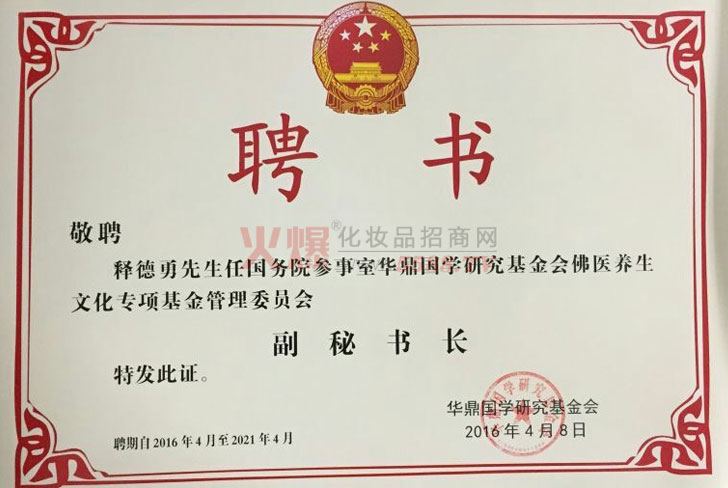 聘书
火爆®化妆品招商网
敬聘
释德勇先生任国务院参事室华鼎国学研究基金会佛医养生
文化专项基金管理委员会
副秘书长
特发此证。
华鼎国学研究基金会
2016年4月8日
聘期自2016年4月至2021年4月